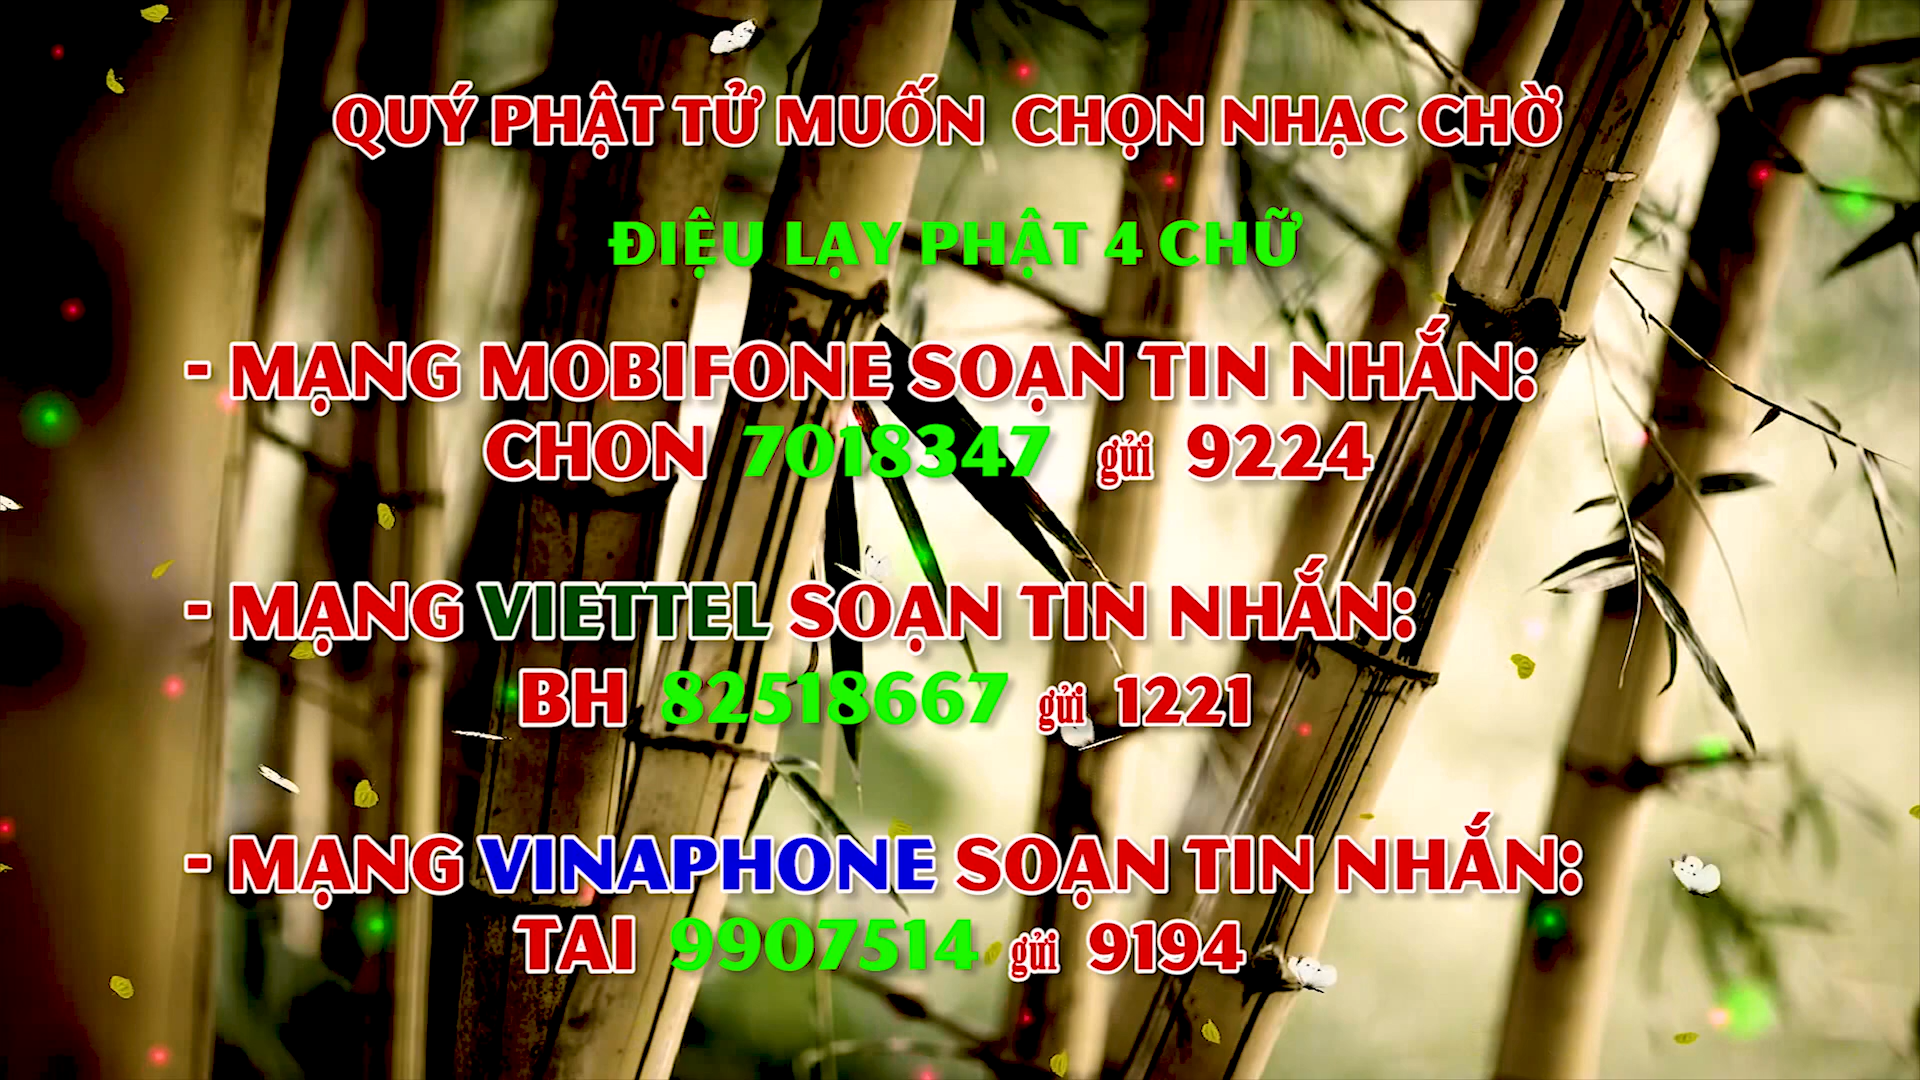 QUÝ PHẬT TỬ MUỐN CHỌN NHẠC CHỜ
ĐIỆU LẠY PHẬT 4 CHỮ
- MẠNG MOBIFONE SOẠN TIN NHẮN:
CHON 7018347 gửi 9224
- MẠNG VIETTEL SOẠN TIN NHẮN:
BH 82518667 gửi 1221
- MẠNG VINAPHONE SOẠN TIN NHẮN:
TAI 9907514 gửi 9194